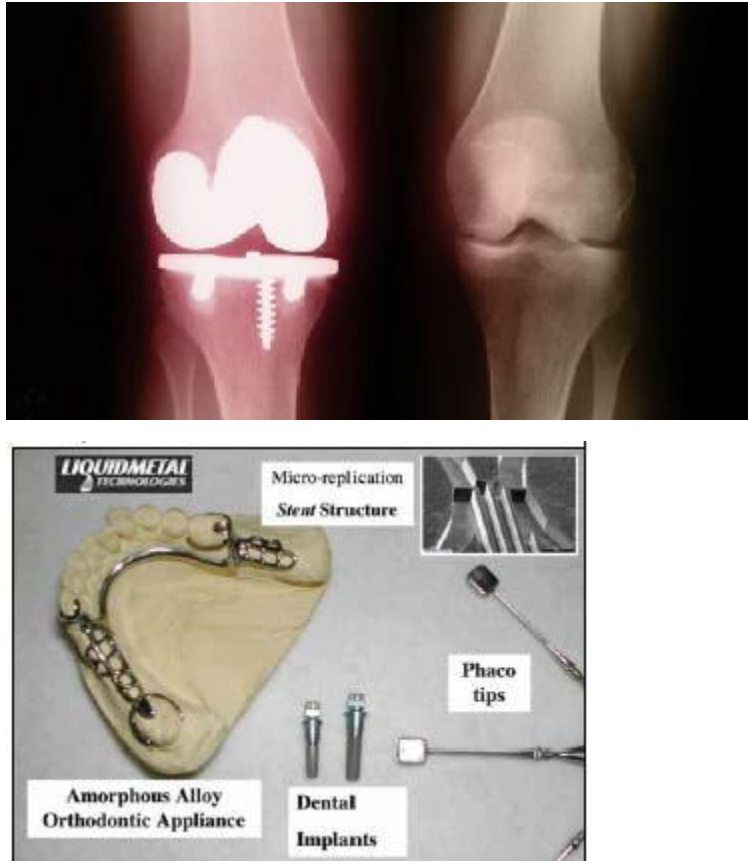 LIQUIDMETAL
TECHNOLOGIES
Micro-replication
Stent Structure
Phaco
tips
Amorphous Alloy
Orthodontic Appliance
Dental
Implants